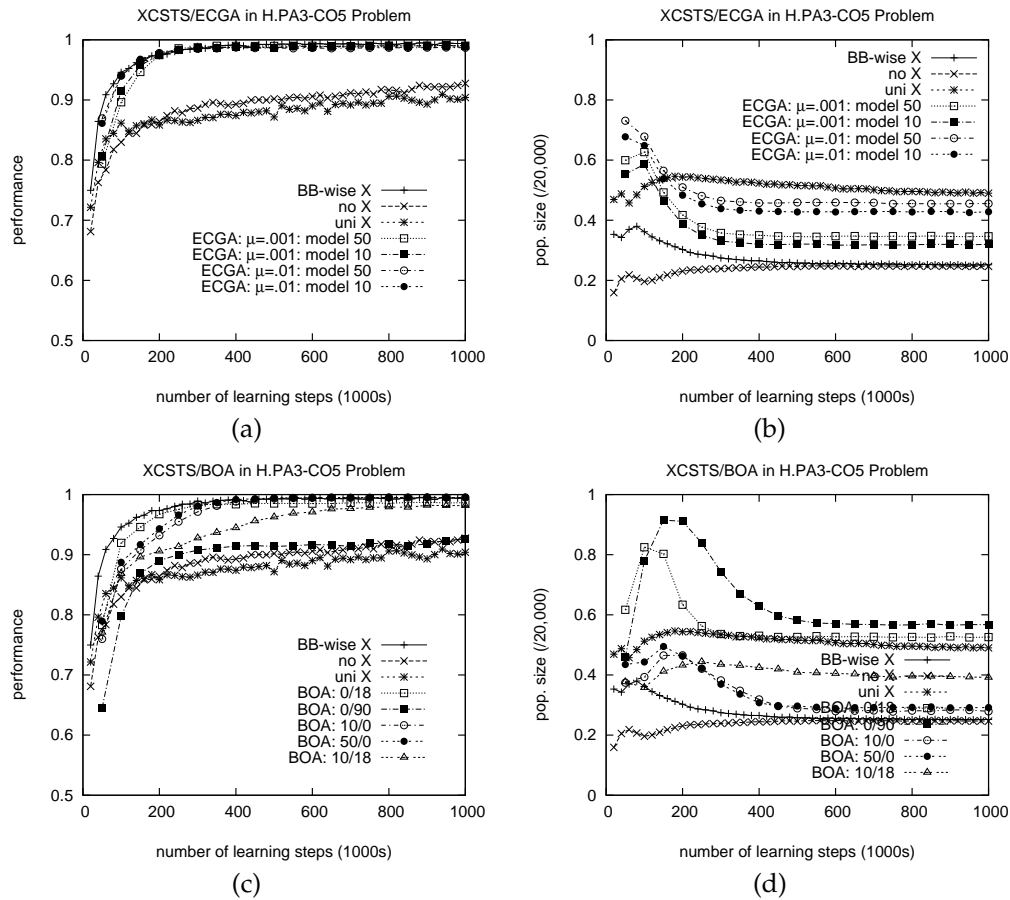 XCSTS/ECGA in H.PA3-CO5 Problem
performance
1
0.9
0.8
0.7
0.6
0.5
BB-wise X
no X
uni X
ECGA: μ=.001: model 50
ECGA: μ=.001: model 10
ECGA: μ=.01: model 50
ECGA: μ=.01: model 10
0 200 400 600 800 1000
number of learning steps (1000s)
(a)
XCSTS/ECGA in H.PA3-CO5 Problem
pop. size (/20,000)
1
0.8
0.6
0.4
0.2
0
BB-wise X
no X
uni X
ECGA: μ=.001: model 50
ECGA: μ=.001: model 10
ECGA: μ=.01: model 50
ECGA: μ=.01: model 10
0 200 400 600 800 1000
number of learning steps (1000s)
(b)
XCSTS/BOA in H.PA3-CO5 Problem
performance
1
0.9
0.8
0.7
0.6
0.5
BB-wise X
no X
uni X
BOA: 0/18
BOA: 0/90
BOA: 10/0
BOA: 50/0
BOA: 10/18
0 200 400 600 800 1000
number of learning steps (1000s)
(c)
XCSTS/BOA in H.PA3-CO5 Problem
pop. size (/20,000)
1
0.8
0.6
0.4
0.2
0
BB-wise X
no X
uni X
BOA: 0/18
BOA: 0/90
BOA: 10/0
BOA: 50/0
BOA: 10/18
0 200 400 600 800 1000
number of learning steps (1000s)
(d)